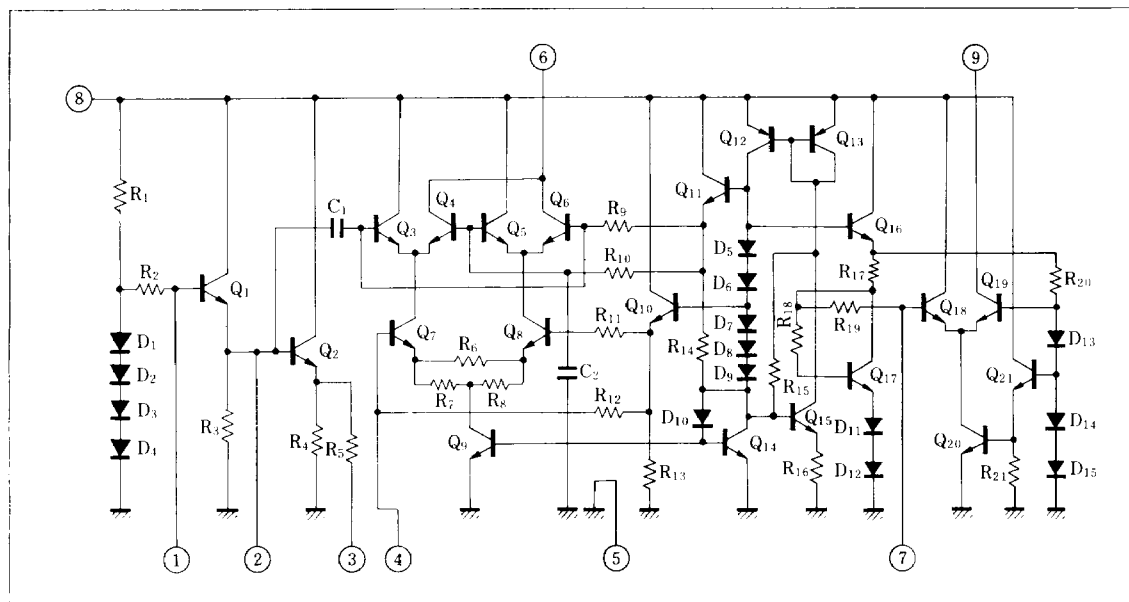 ⑥ ⑨
⑧
R1 C1 Q3 Q4 Q5 Q6 R9 Q11 Q12 Q13
R2 Q1 R10 D5 Q16
D6 R17 R20
D1 Q2 Q7 Q8 R11 Q10 D7 R18 R19 Q18 Q19
D2 R6 C2 R14 D8 D13
D3 R3 R7 R8 R12 D9 R15 Q17 Q21
D4 R4 R5 Q9 D10 Q14 Q15 D11 Q20 D14
R13 R16 D12 R21 D15
① ② ③ ④ ⑤ ⑦